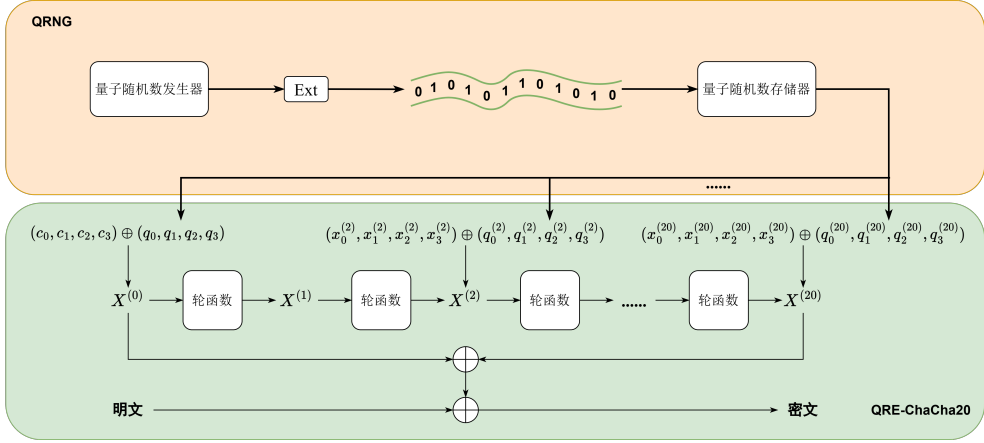 QRNG
量子随机数发生器
Ext
0 1 0 1 0 1 1 0 1 0 1 0
量子随机数存储器
......
(c₀, c₁, c₂, c₃) ⊕ (q₀, q₁, q₂, q₃)
(x₀⁽²⁾, x₁⁽²⁾, x₂⁽²⁾, x₃⁽²⁾) ⊕ (q₀⁽²⁾, q₁⁽²⁾, q₂⁽²⁾, q₃⁽²⁾)
(x₀⁽²⁰⁾, x₁⁽²⁰⁾, x₂⁽²⁰⁾, x₃⁽²⁰⁾) ⊕ (q₀⁽²⁰⁾, q₁⁽²⁰⁾, q₂⁽²⁰⁾, q₃⁽²⁰⁾)
X⁽⁰⁾
轮函数
X⁽¹⁾
轮函数
X⁽²⁾
轮函数
......
轮函数
X⁽²⁰⁾
明文
密文
QRE-ChaCha20